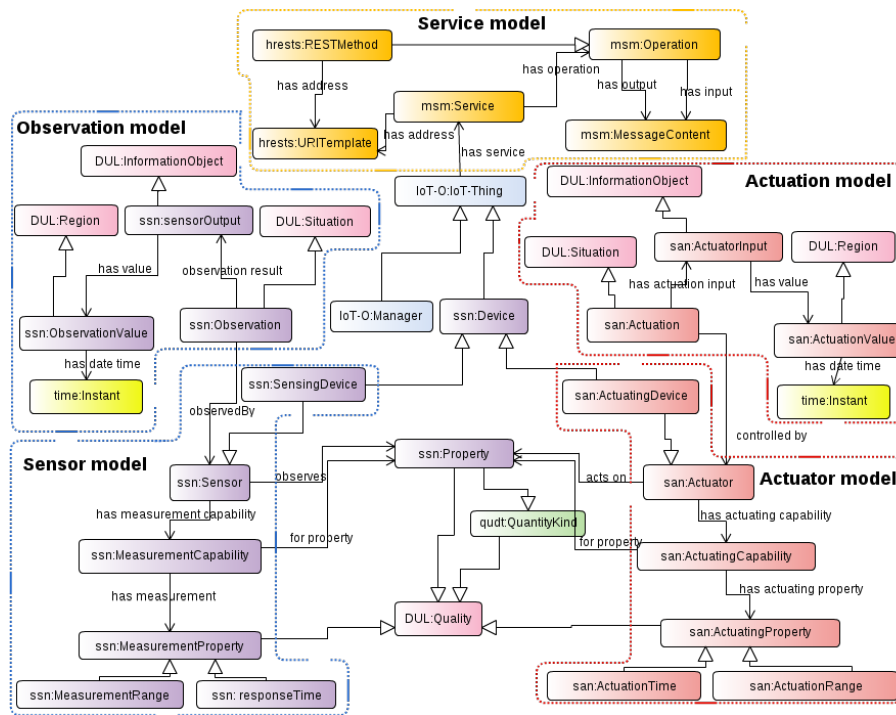 Service model
hrests:RESTMethod
msm:Operation
has operation
has address
has output
has input
msm:Service
hrests:URITemplate
has address
msm:MessageContent
has service
Observation model
DUL:InformationObject
DUL:Region
ssn:sensorOutput
DUL:Situation
has value
observation result
ssn:ObservationValue
ssn:Observation
has date time
time:Instant
observedBy
IoT-O:IoT-Thing
IoT-O:Manager
ssn:Device
Actuation model
DUL:InformationObject
DUL:Situation
san:ActuatorInput
DUL:Region
has actuation input
has value
san:Actuation
san:ActuationValue
has date time
time:Instant
controlled by
ssn:SensingDevice
san:ActuatingDevice
Sensor model
ssn:Sensor
observes
has measurement capability
ssn:MeasurementCapability
for property
has measurement
ssn:MeasurementProperty
ssn:MeasurementRange
ssn: responseTime
ssn:Property
qudt:QuantityKind
DUL:Quality
Actuator model
acts on
san:Actuator
has actuating capability
for property
san:ActuatingCapability
has actuating property
san:ActuatingProperty
san:ActuationTime
san:ActuationRange